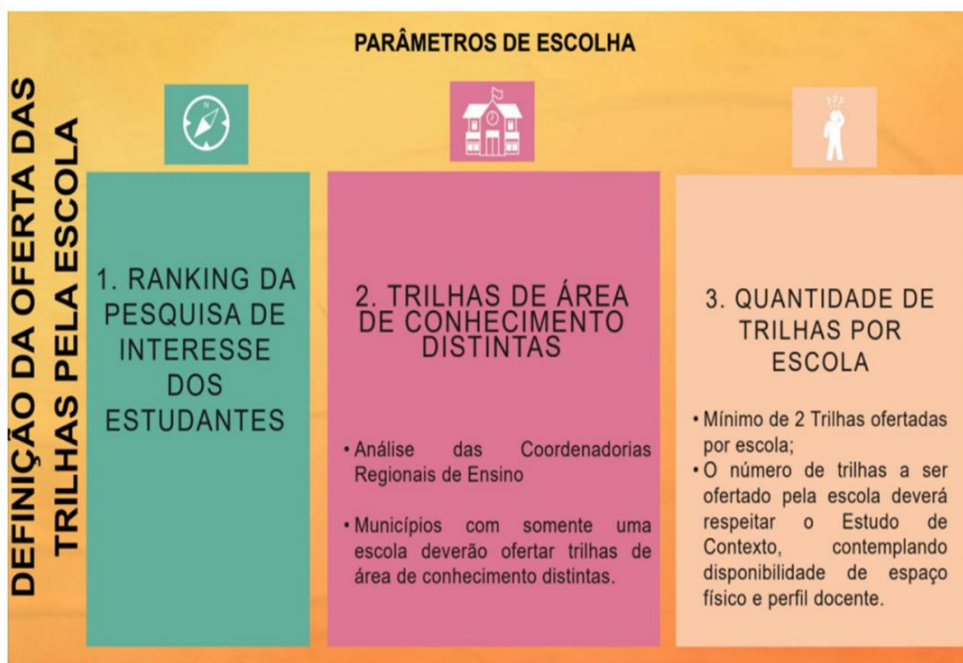 PARÂMETROS DE ESCOLHA
DEFINIÇÃO DA OFERTA DAS
TRILHAS PELA ESCOLA
N
1. RANKING DA
PESQUISA DE
INTERESSE
DOS
ESTUDANTES
2. TRILHAS DE ÁREA
DE CONHECIMENTO
DISTINTAS
• Análise das Coordenadorias
Regionais de Ensino
• Municípios com somente uma
escola deverão ofertar trilhas de
área de conhecimento distintas.
???
3. QUANTIDADE DE
TRILHAS POR
ESCOLA
• Mínimo de 2 Trilhas ofertadas
por escola;
• O número de trilhas a ser
ofertado pela escola deverá
respeitar o Estudo de
Contexto, contemplando
disponibilidade de espaço
físico e perfil docente.